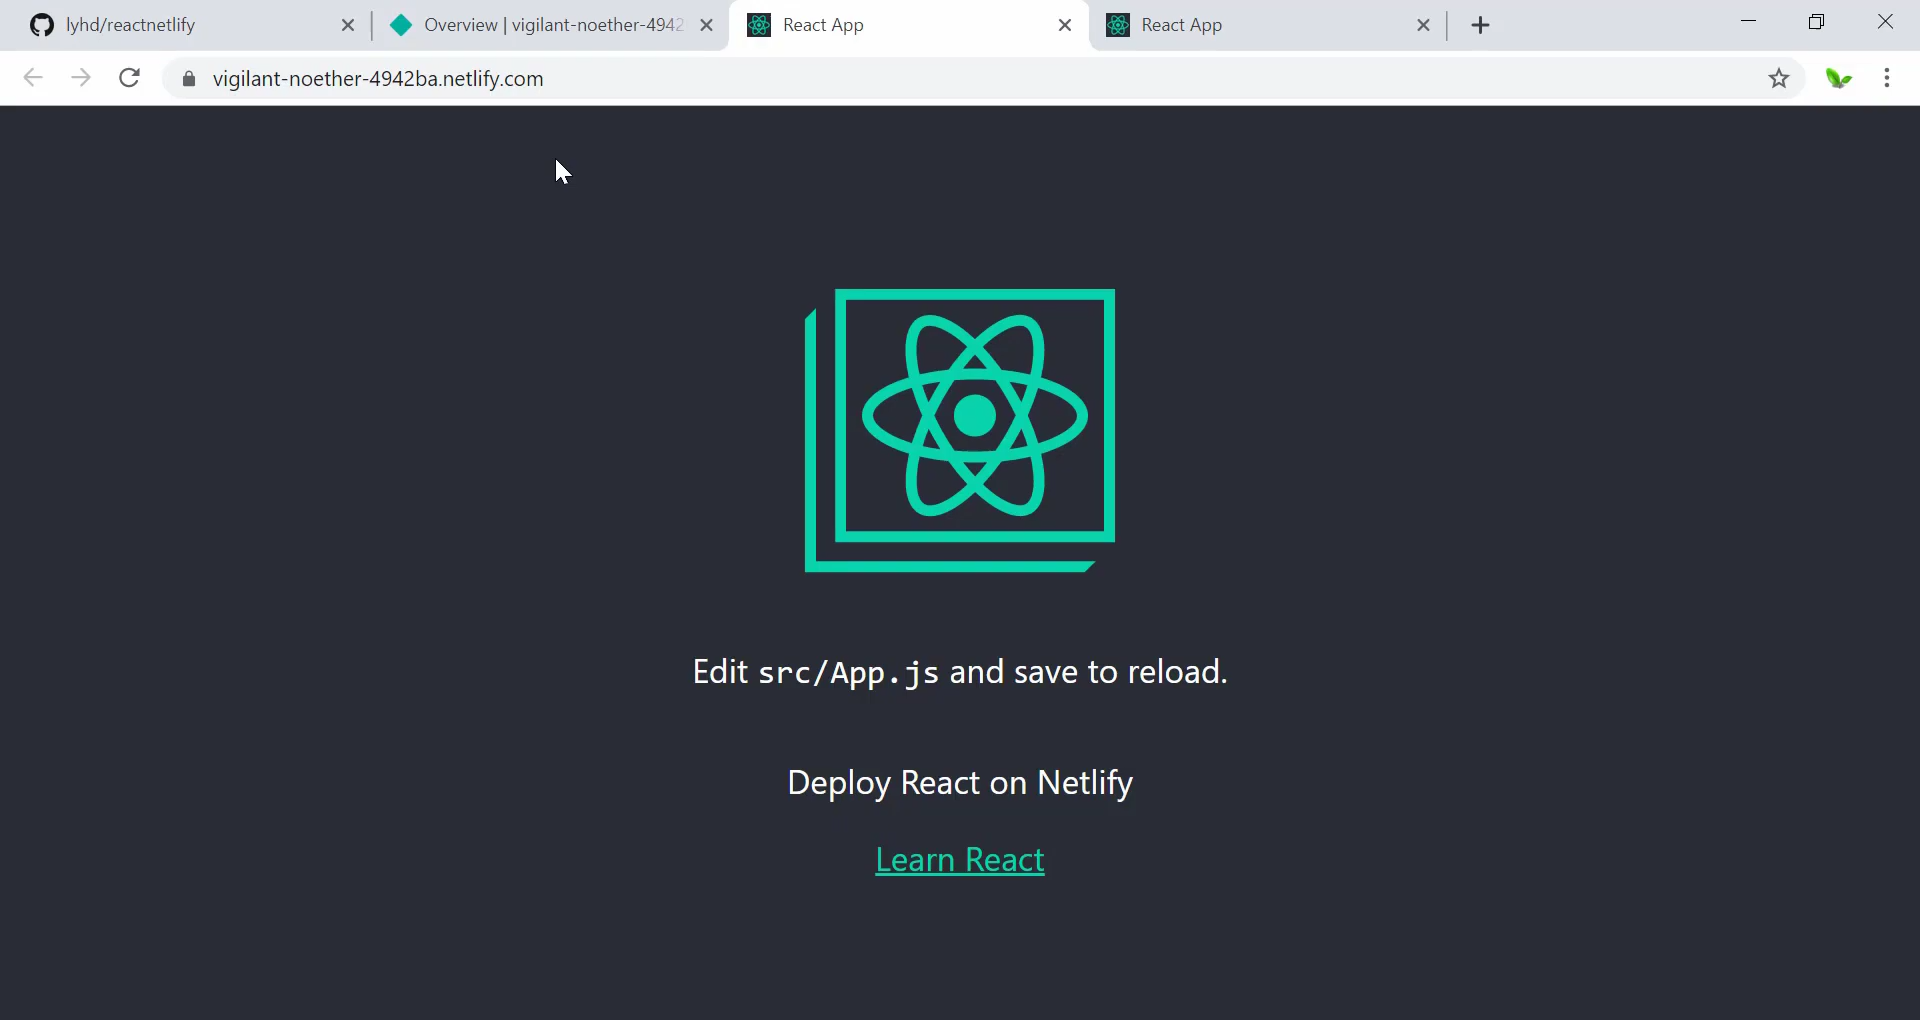 lyhd/reactnetlify
Overview | vigilant-noether-4942
React App
React App
vigilant-noether-4942ba.netlify.com
Edit src/App.js and save to reload.
Deploy React on Netlify
Learn React